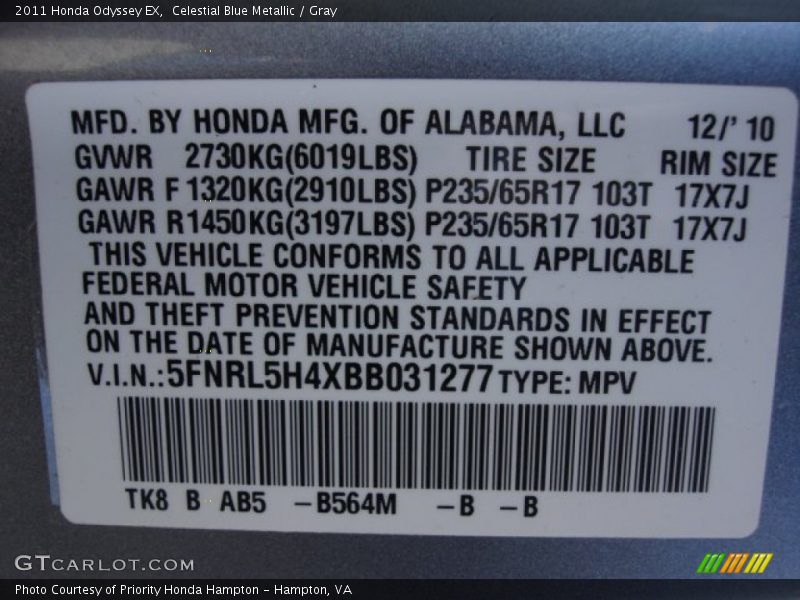 2011 Honda Odyssey EX,  Celestial Blue Metallic / Gray
MFD. BY HONDA MFG. OF ALABAMA, LLC 12/' 10
GVWR 2730KG(6019LBS) TIRE SIZE RIM SIZE
GAWR F 1320KG(2910LBS) P235/65R17 103T 17X7J
GAWR R1450KG(3197LBS) P235/65R17 103T 17X7J
THIS VEHICLE CONFORMS TO ALL APPLICABLE
FEDERAL MOTOR VEHICLE SAFETY
AND THEFT PREVENTION STANDARDS IN EFFECT
ON THE DATE OF MANUFACTURE SHOWN ABOVE.
V.I.N.:5FNRL5H4XBB031277 TYPE: MPV
TK8 B AB5 –B564M –B –B
GTCARLOT.COM
Photo Courtesy of Priority Honda Hampton – Hampton, VA